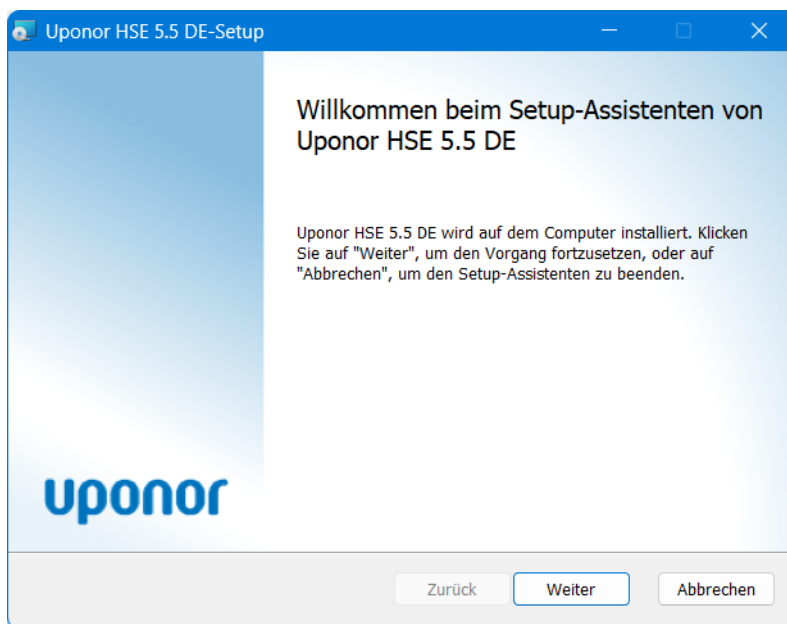 Uponor HSE 5.5 DE-Setup
Willkommen beim Setup-Assistenten von
Uponor HSE 5.5 DE
Uponor HSE 5.5 DE wird auf dem Computer installiert. Klicken
Sie auf "Weiter", um den Vorgang fortzusetzen, oder auf
"Abbrechen", um den Setup-Assistenten zu beenden.
uponor
Zurück Weiter Abbrechen